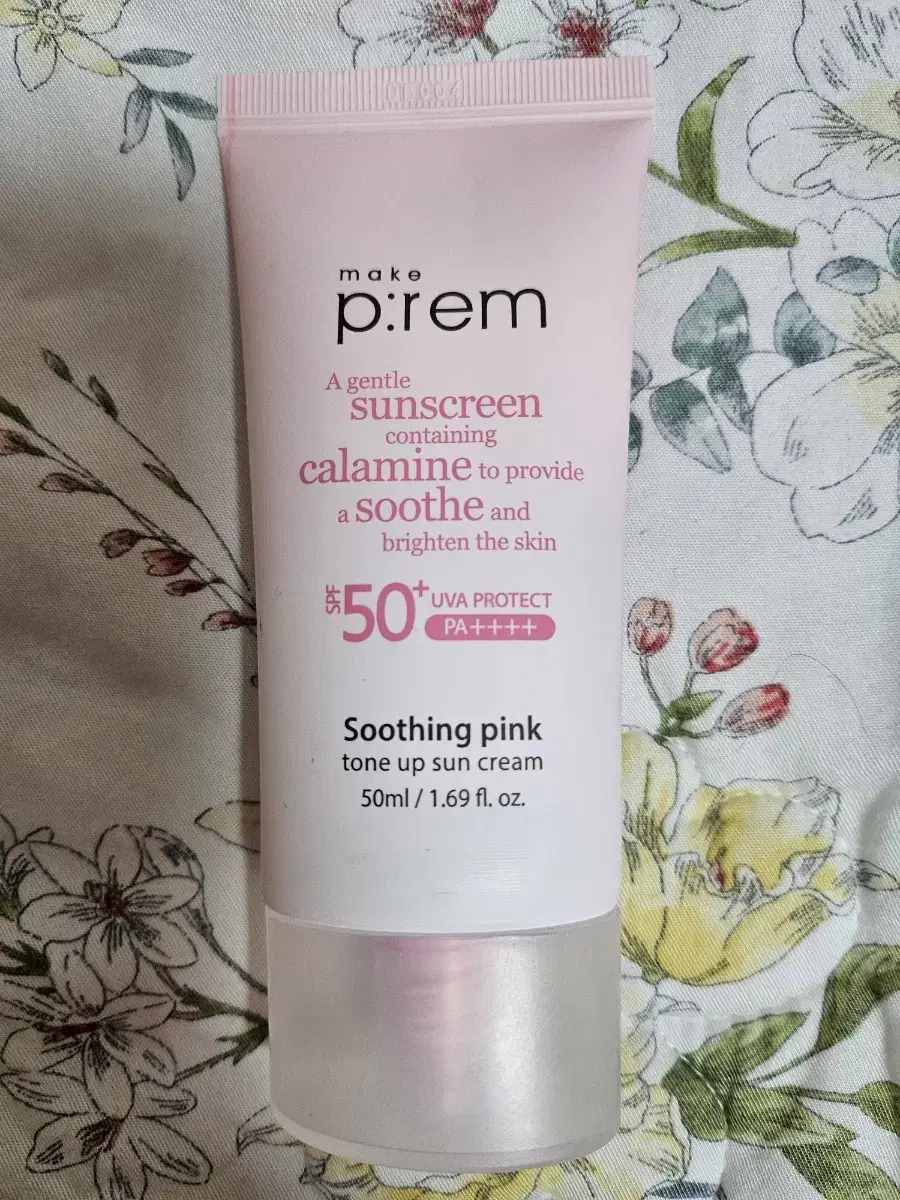 make
p:rem
A gentle
sunscreen
containing
calamine to provide
a soothe and
brighten the skin
SPF 50+ UVA PROTECT
PA++++
Soothing pink
tone up sun cream
50ml / 1.69 fl. oz.